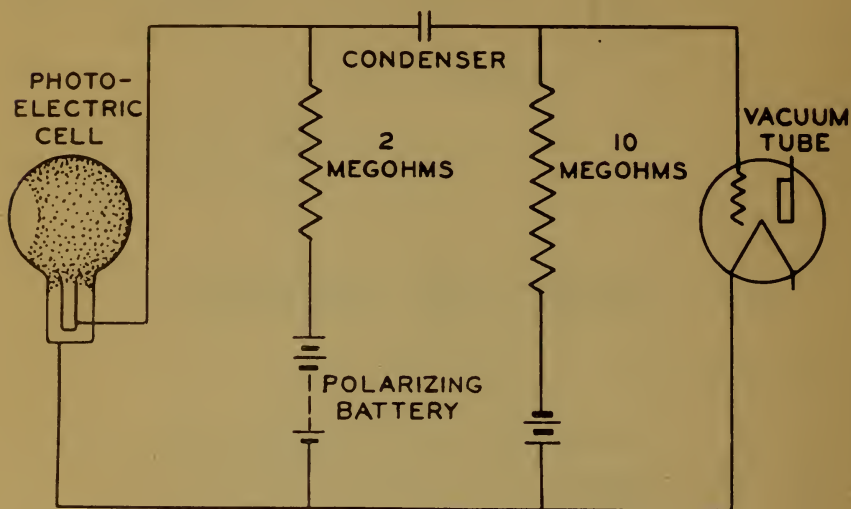 PHOTO-
ELECTRIC
CELL
CONDENSER
2
MEGOHMS
10
MEGOHMS
VACUUM
TUBE
POLARIZING
BATTERY